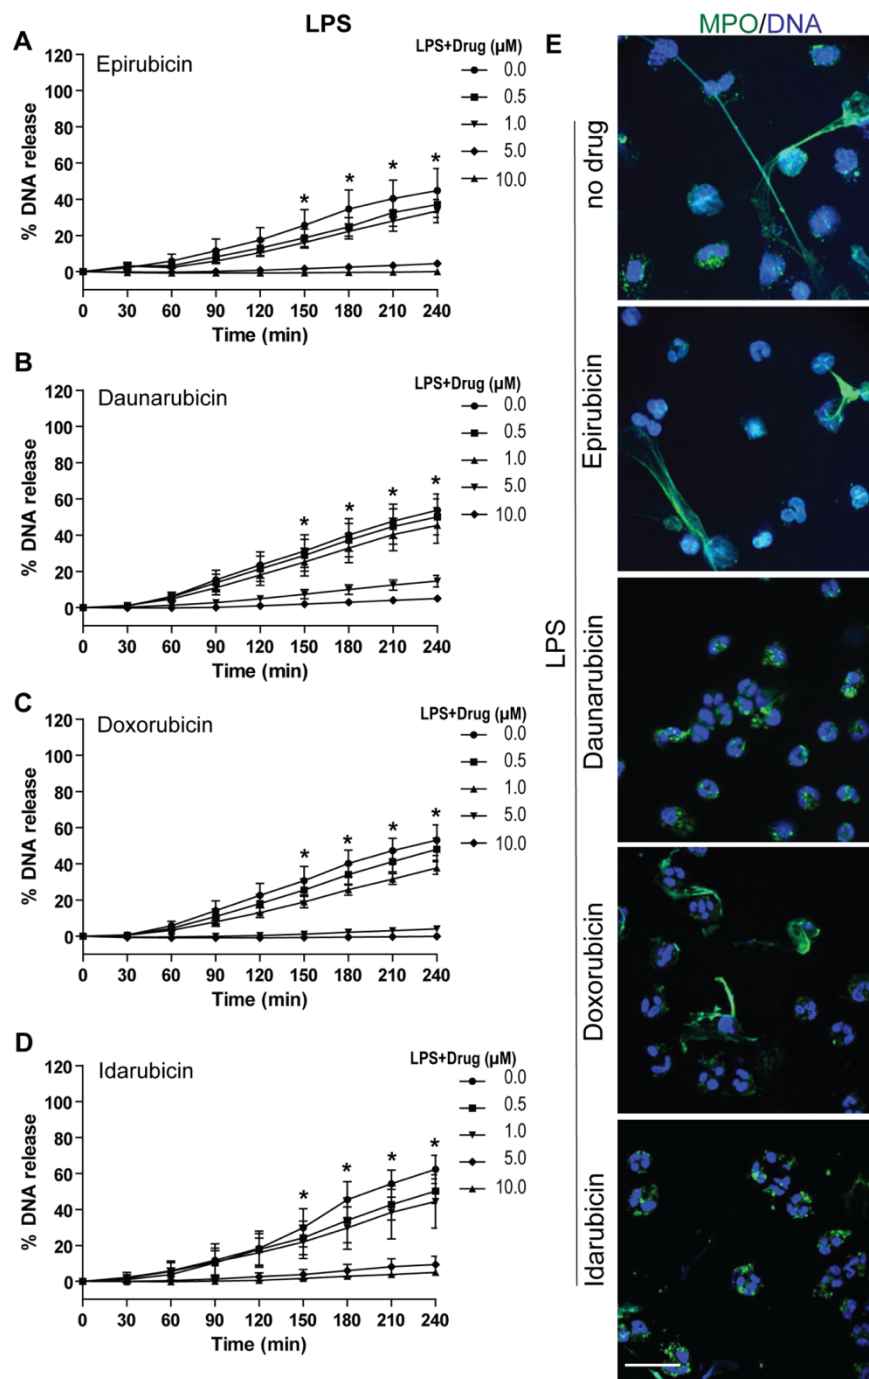 LPS
A
Epirubicin
% DNA release
120
100
80
60
40
20
0
* * * *
0 30 60 90 120 150 180 210 240
Time (min)
LPS+Drug (µM)
0.0
0.5
1.0
5.0
10.0
B
Daunarubicin
% DNA release
120
100
80
60
40
20
0
* * * *
0 30 60 90 120 150 180 210 240
Time (min)
LPS+Drug (µM)
0.0
0.5
1.0
5.0
10.0
C
Doxorubicin
% DNA release
120
100
80
60
40
20
0
* * * *
0 30 60 90 120 150 180 210 240
Time (min)
LPS+Drug (µM)
0.0
0.5
1.0
5.0
10.0
D
Idarubicin
% DNA release
120
100
80
60
40
20
0
* * * *
0 30 60 90 120 150 180 210 240
Time (min)
LPS+Drug (µM)
0.0
0.5
1.0
5.0
10.0
E
MPO/DNA
LPS
no drug
Epirubicin
Daunarubicin
Doxorubicin
Idarubicin